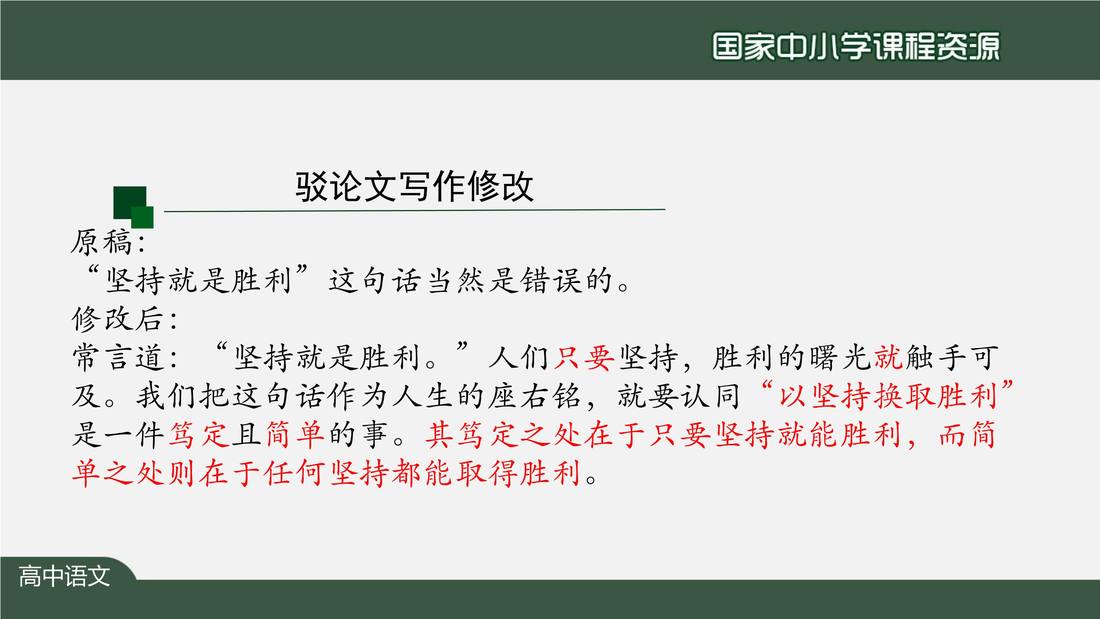 国家中小学课程资源
驳论文写作修改
原稿：
“坚持就是胜利”这句话当然是错误的。
修改后：
常言道：“坚持就是胜利。”人们只要坚持，胜利的曙光就触手可
及。我们把这句话作为人生的座右铭，就要认同“以坚持换取胜利”
是一件笃定且简单的事。其笃定之处在于只要坚持就能胜利，而简
单之处则在于任何坚持都能取得胜利。
高中语文